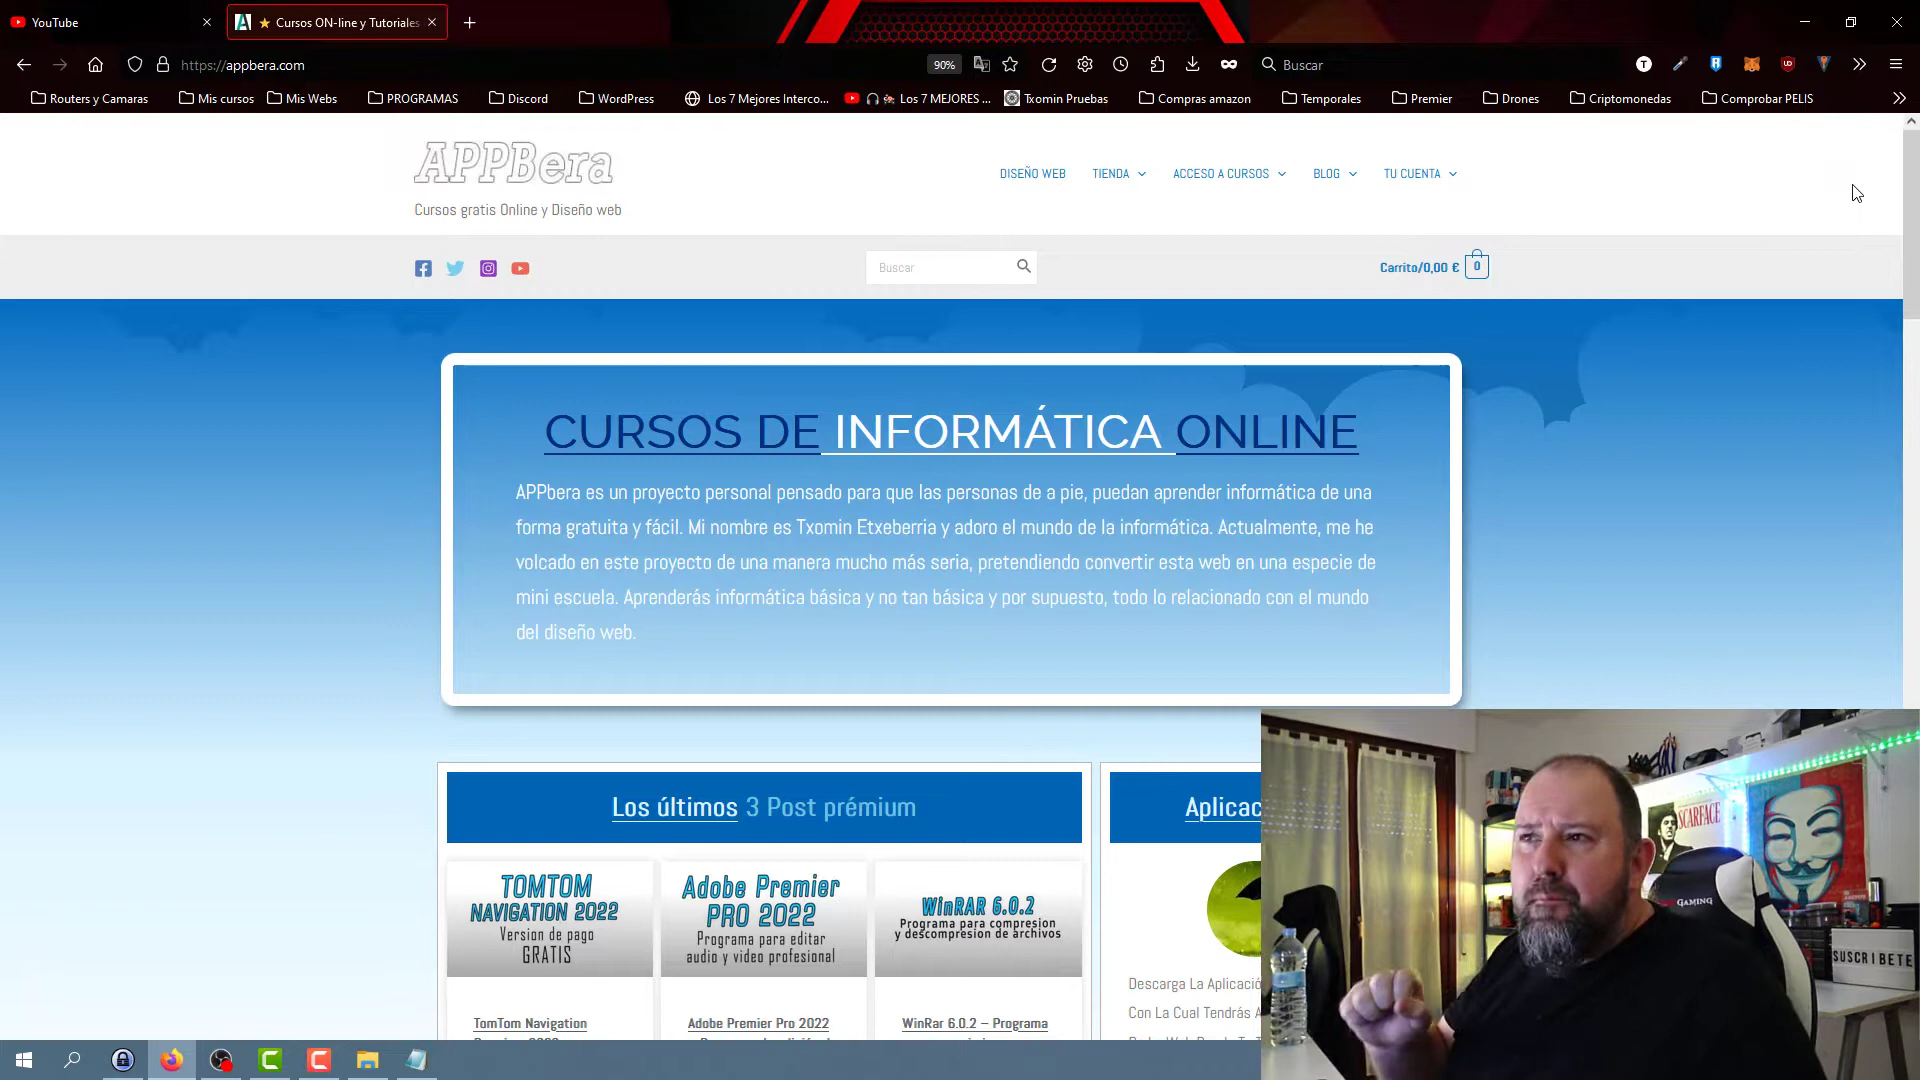 YouTube
★ Cursos ON-line y Tutoriales
https://appbera.com
90%
Buscar
Routers y Camaras
Mis cursos
Mis Webs
PROGRAMAS
Discord
WordPress
Los 7 Mejores Interco...
Los 7 MEJORES ...
Txomin Pruebas
Compras amazon
Temporales
Premier
Drones
Criptomonedas
Comprobar PELIS
APPBera
Cursos gratis Online y Diseño web
DISEÑO WEB
TIENDA
ACCESO A CURSOS
BLOG
TU CUENTA
Buscar
Carrito/0,00 €
0
CURSOS DE INFORMÁTICA ONLINE
APPbera es un proyecto personal pensado para que las personas de a pie, puedan aprender informática de una
forma gratuita y fácil. Mi nombre es Txomin Etxeberria y adoro el mundo de la informática. Actualmente, me he
volcado en este proyecto de una manera mucho más seria, pretendiendo convertir esta web en una especie de
mini escuela. Aprenderás informática básica y no tan básica y por supuesto, todo lo relacionado con el mundo
del diseño web.
Los últimos 3 Post prémium
Aplicac
TOMTOM
NAVIGATION 2022
Version de pago
GRATIS
Adobe Premier
PRO 2022
Programa para editar
audio y video profesional
WinRAR 6.0.2
Programa para compresion
y descompresion de archivos
Descarga La Aplicació
Con La Cual Tendrás A
TomTom Navigation
Adobe Premier Pro 2022
WinRar 6.0.2 – Programa
SCARFACE
GAMING
SUSCRIBETE